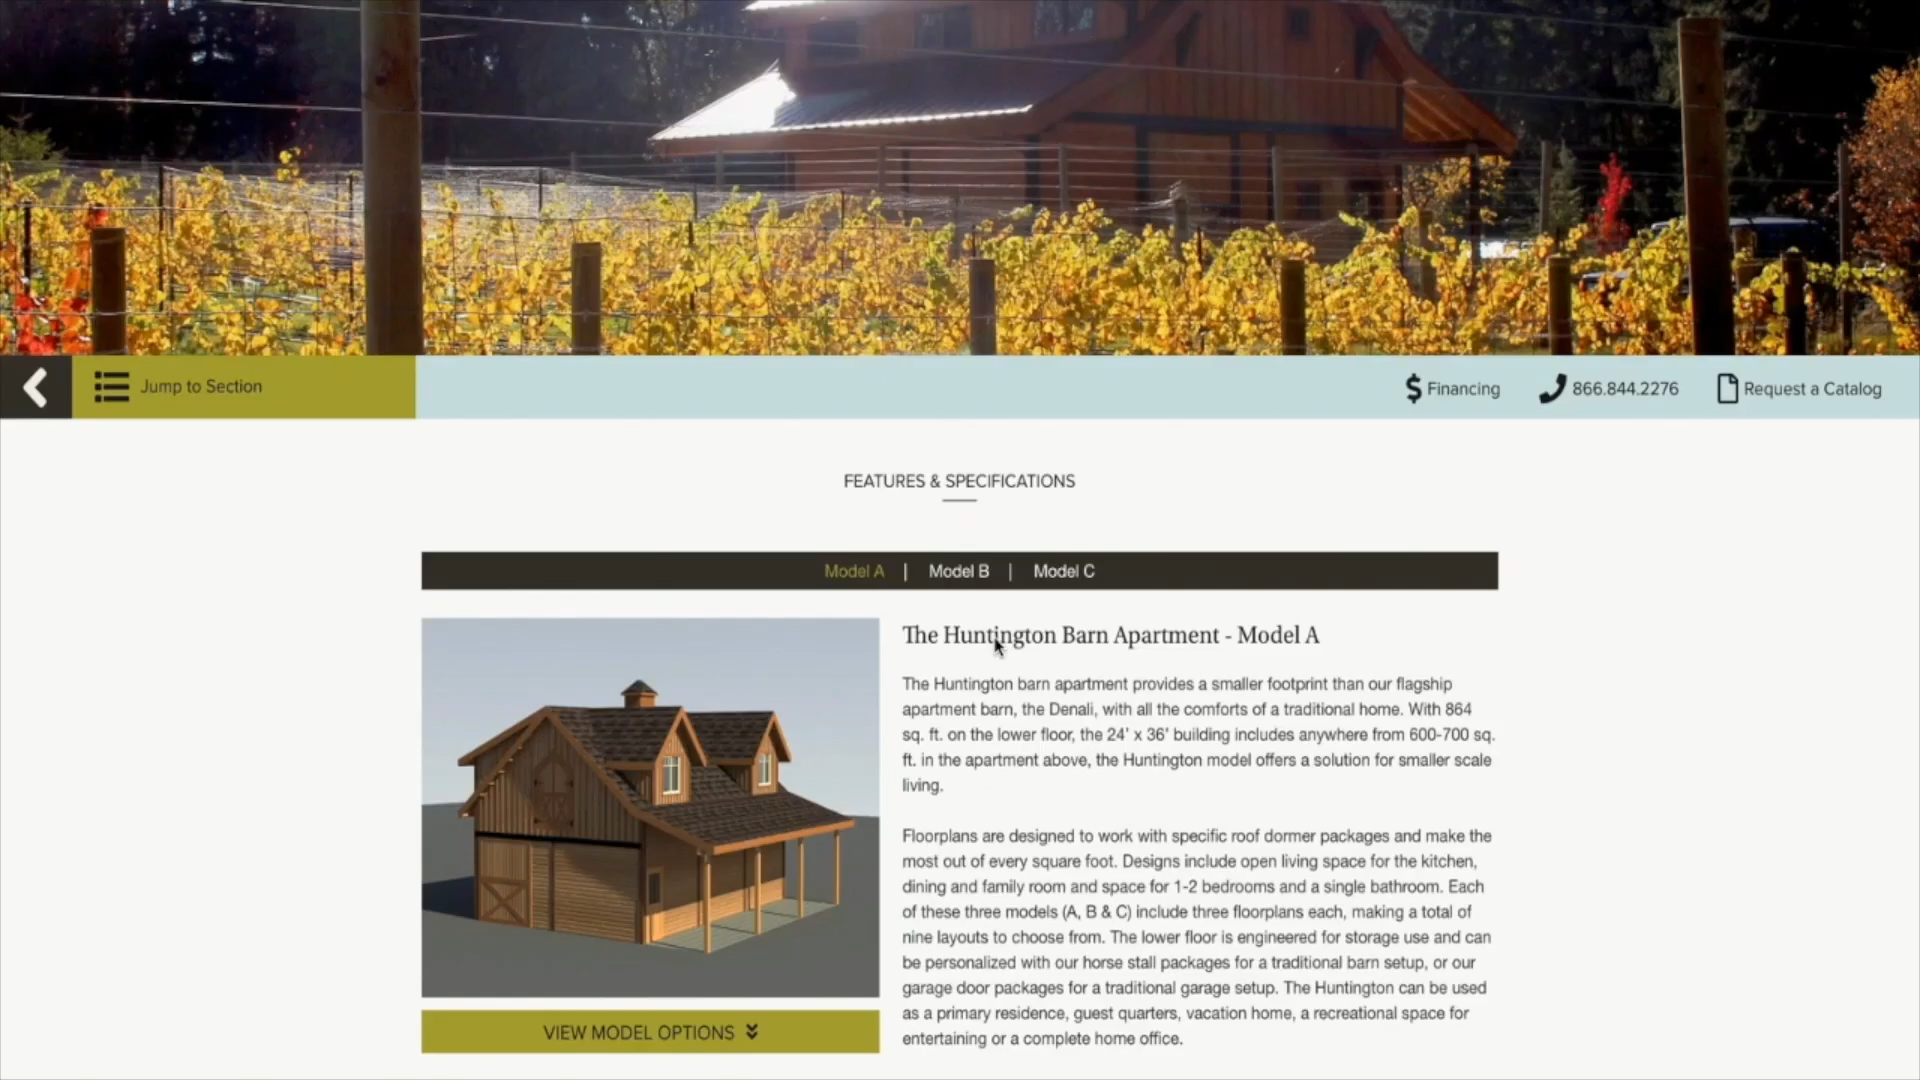 Jump to Section
Financing
866.844.2276
Request a Catalog
FEATURES & SPECIFICATIONS
Model A | Model B | Model C
The Huntington Barn Apartment - Model A
The Huntington barn apartment provides a smaller footprint than our flagship
apartment barn, the Denali, with all the comforts of a traditional home. With 864
sq. ft. on the lower floor, the 24' x 36' building includes anywhere from 600-700 sq.
ft. in the apartment above, the Huntington model offers a solution for smaller scale
living.
Floorplans are designed to work with specific roof dormer packages and make the
most out of every square foot. Designs include open living space for the kitchen,
dining and family room and space for 1-2 bedrooms and a single bathroom. Each
of these three models (A, B & C) include three floorplans each, making a total of
nine layouts to choose from. The lower floor is engineered for storage use and can
be personalized with our horse stall packages for a traditional barn setup, or our
garage door packages for a traditional garage setup. The Huntington can be used
as a primary residence, guest quarters, vacation home, a recreational space for
entertaining or a complete home office.
VIEW MODEL OPTIONS